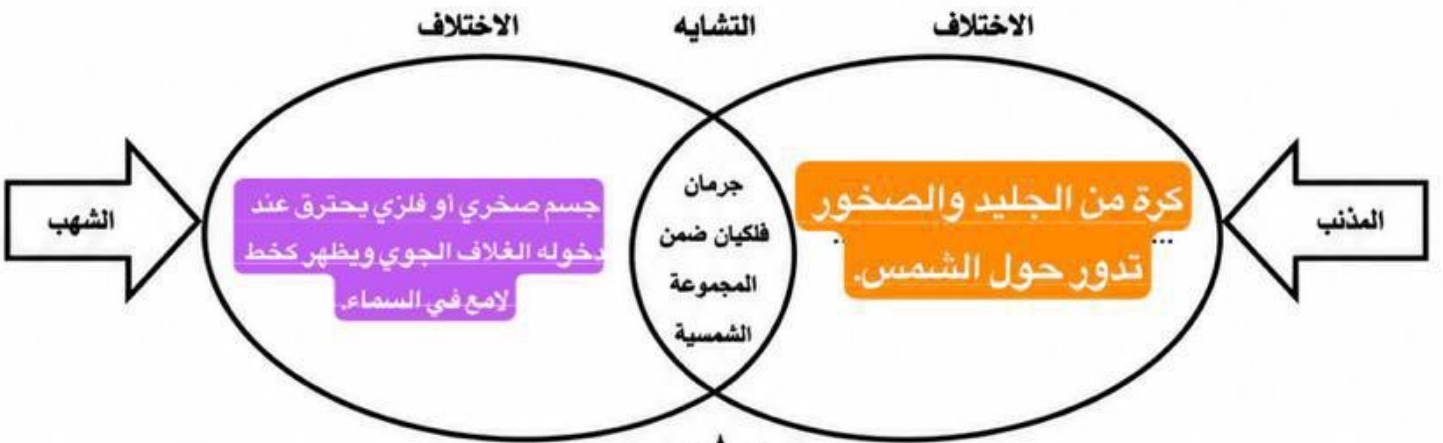 الاختلاف
التشايه
الاختلاف
المذنب
كرة من الجليد والصخور
تدور حول الشمس.
جرمان
فلكيان ضمن
المجموعة
الشمسية
جسم صخري أو فلزي يحترق عند
دخوله الغلاف الجوي ويظهر كخط
لامع في السماء.
الشهب